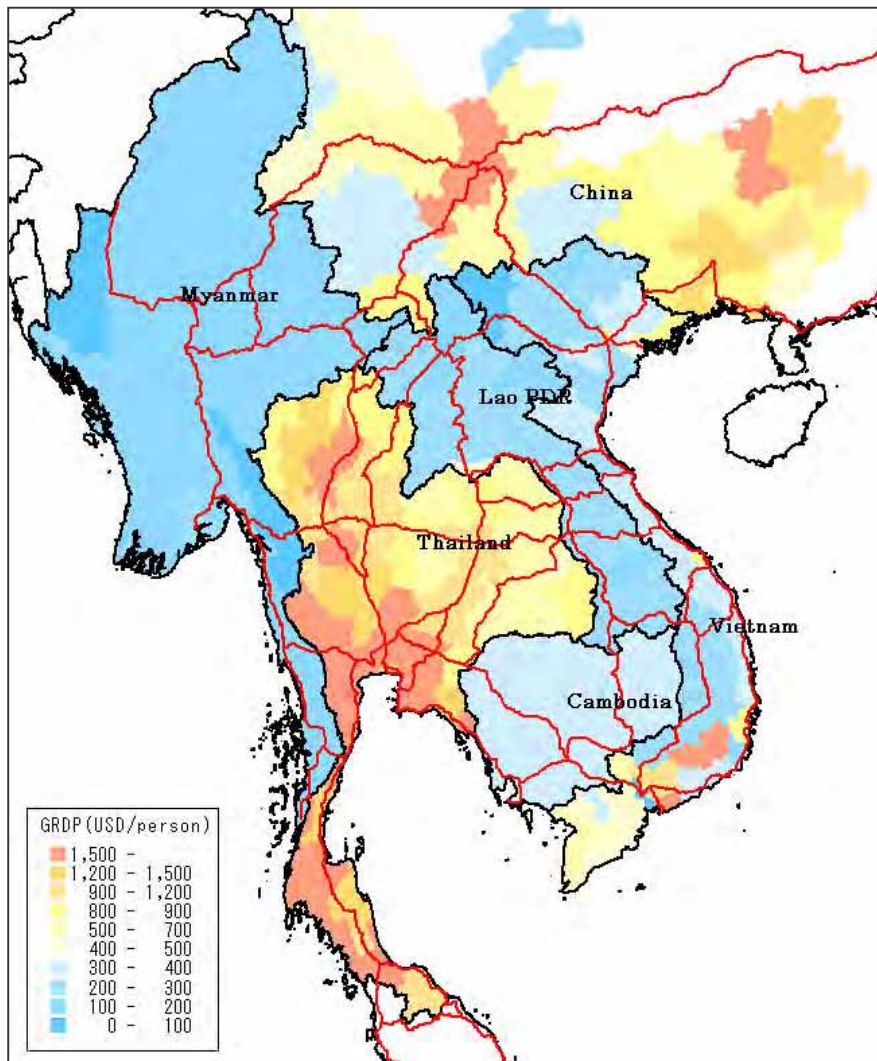 China
Myanmar
Lao PDR
Thailand
Vietnam
Cambodia
GRDP(USD/person)
1,500 -
1,200 - 1,500
900 - 1,200
800 - 900
500 - 700
400 - 500
300 - 400
200 - 300
100 - 200
0 - 100